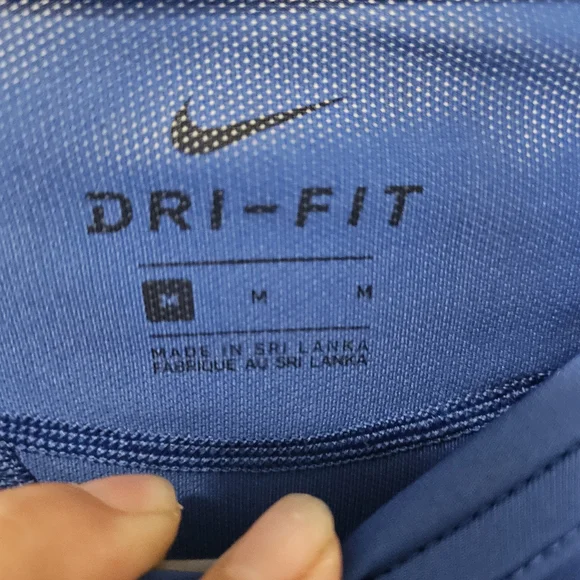 DRI-FIT
M M M
MADE IN SRI LANKA
FABRIQUE AU SRI LANKA